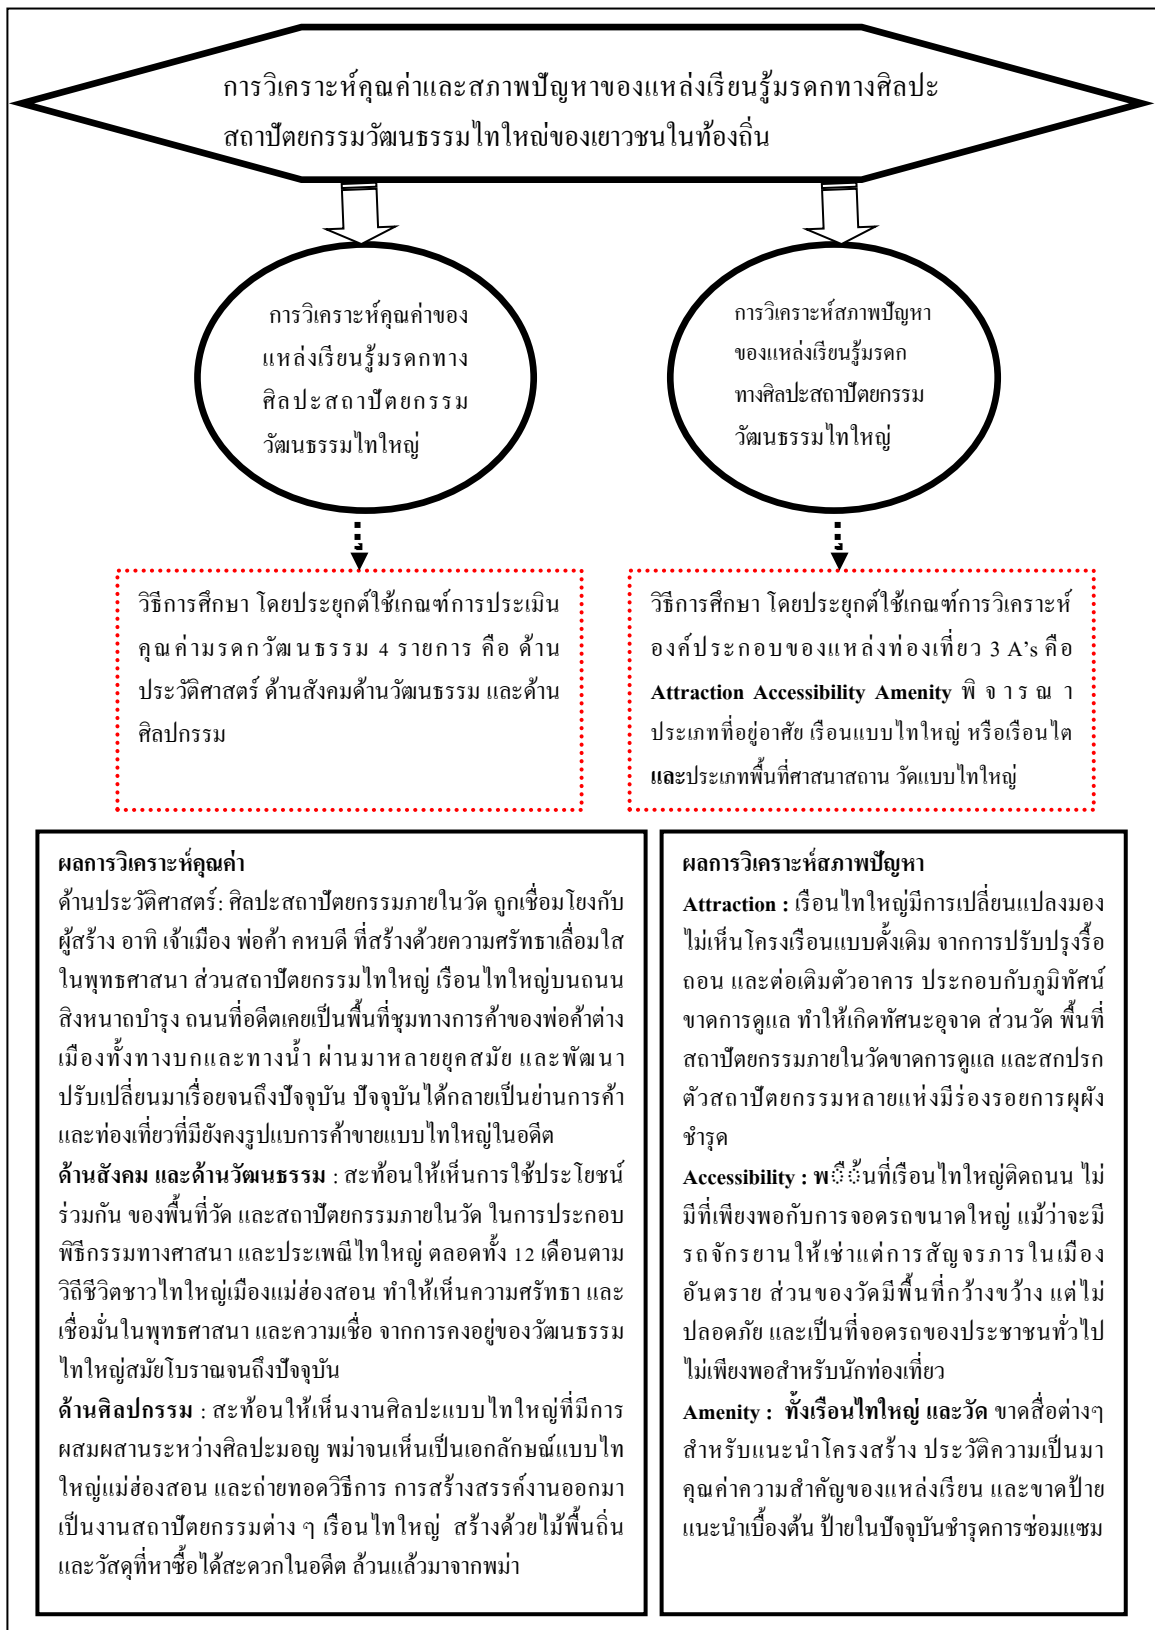 การวิเคราะห์คุณค่าและสภาพปัญหาของแหล่งเรียนรู้มรดกทางศิลปะ
สถาปัตยกรรมวัฒนธรรมไทใหญ่ของเยาวชนในท้องถิ่น
การวิเคราะห์คุณค่าของ
แหล่งเรียนรู้มรดกทาง
ศิลปะสถาปัตยกรรม
วัฒนธรรมไทใหญ่
การวิเคราะห์สภาพปัญหา
ของแหล่งเรียนรู้มรดก
ทางศิลปะสถาปัตยกรรม
วัฒนธรรมไทใหญ่
วิธีการศึกษา โดยประยุกต์ใช้เกณฑ์การประเมิน
คุณค่ามรดกวัฒนธรรม 4 รายการ คือ ด้าน
ประวัติศาสตร์ ด้านสังคมด้านวัฒนธรรม และด้าน
ศิลปกรรม
วิธีการศึกษา โดยประยุกต์ใช้เกณฑ์การวิเคราะห์
องค์ประกอบของแหล่งท่องเที่ยว 3 A’s คือ
Attraction Accessibility Amenity พิจารณา
ประเภทที่อยู่อาศัย เรือนแบบไทใหญ่ หรือเรือนไต
และประเภทพื้นที่ศาสนาสถาน วัดแบบไทใหญ่
ผลการวิเคราะห์คุณค่า
ด้านประวัติศาสตร์: ศิลปะสถาปัตยกรรมภายในวัด ถูกเชื่อมโยงกับ
ผู้สร้าง อาทิ เจ้าเมือง พ่อค้า คหบดี ที่สร้างด้วยความศรัทธาเลื่อมใส
ในพุทธศาสนา ส่วนสถาปัตยกรรมไทใหญ่ เรือนไทใหญ่บนถนน
สิงหนาถบำรุง ถนนที่อดีตเคยเป็นพื้นที่ชุมทางการค้าของพ่อค้าต่าง
เมืองทั้งทางบกและทางน้ำ ผ่านมาหลายยุคสมัย และพัฒนา
ปรับเปลี่ยนมาเรื่อยจนถึงปัจจุบัน ปัจจุบันได้กลายเป็นย่านการค้า
และท่องเที่ยวที่มียังคงรูปแบการค้าขายแบบไทใหญ่ในอดีต
ด้านสังคม และด้านวัฒนธรรม : สะท้อนให้เห็นการใช้ประโยชน์
ร่วมกัน ของพื้นที่วัด และสถาปัตยกรรมภายในวัด ในการประกอบ
พิธีกรรมทางศาสนา และประเพณีไทใหญ่ ตลอดทั้ง 12 เดือนตาม
วิถีชีวิตชาวไทใหญ่เมืองแม่ฮ่องสอน ทำให้เห็นความศรัทธา และ
เชื่อมั่นในพุทธศาสนา และความเชื่อ จากการคงอยู่ของวัฒนธรรม
ไทใหญ่สมัยโบราณจนถึงปัจจุบัน
ด้านศิลปกรรม : สะท้อนให้เห็นงานศิลปะแบบไทใหญ่ที่มีการ
ผสมผสานระหว่างศิลปะมอญ พม่าจนเห็นเป็นเอกลักษณ์แบบไท
ใหญ่แม่ฮ่องสอน และถ่ายทอดวิธีการ การสร้างสรรค์งานออกมา
เป็นงานสถาปัตยกรรมต่าง ๆ เรือนไทใหญ่ สร้างด้วยไม้พื้นถิ่น
และวัสดุที่หาซื้อได้สะดวกในอดีต ล้วนแล้วมาจากพม่า
ผลการวิเคราะห์สภาพปัญหา
Attraction : เรือนไทใหญ่มีการเปลี่ยนแปลงมอง
ไม่เห็นโครงเรือนแบบดั้งเดิม จากการปรับปรุงรื้อ
ถอน และต่อเติมตัวอาคาร ประกอบกับภูมิทัศน์
ขาดการดูแล ทำให้เกิดทัศนะอุจาด ส่วนวัด พื้นที่
สถาปัตยกรรมภายในวัดขาดการดูแล และสกปรก
ตัวสถาปัตยกรรมหลายแห่งมีร่องรอยการผุผัง
ชำรุด
Accessibility : พ ื ้นที่เรือนไทใหญ่ติดถนน ไม่
มีที่เพียงพอกับการจอดรถขนาดใหญ่ แม้ว่าจะมี
รถจักรยานให้เช่าแต่การสัญจรภารในเมือง
อันตราย ส่วนของวัดมีพื้นที่กว้างขว้าง แต่ไม่
ปลอดภัย และเป็นที่จอดรถของประชาชนทั่วไป
ไม่เพียงพอสำหรับนักท่องเที่ยว
Amenity : ทั้งเรือนไทใหญ่ และวัด ขาดสื่อต่างๆ
สำหรับแนะนำโครงสร้าง ประวัติความเป็นมา
คุณค่าความสำคัญของแหล่งเรียน และขาดป้าย
แนะนำเบื้องต้น ป้ายในปัจจุบันชำรุดการซ่อมแซม